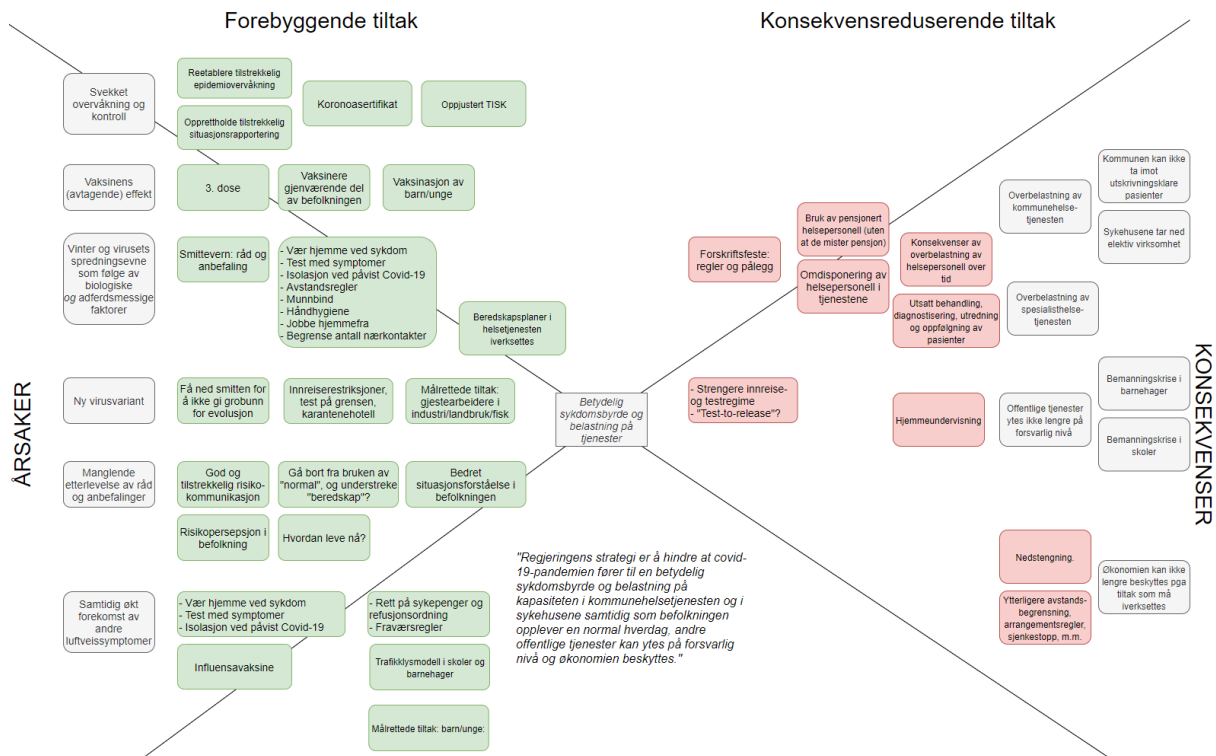 Forebyggende tiltak
Konsekvensreduserende tiltak
ÅRSAKER
Svekket
overvåkning og
kontroll
Reetablere tilstrekkelig
epidemiovervåkning
Opprettholde tilstrekkelig
situasjonsrapportering
Koronoasertifikat
Oppjustert TISK
Vaksinens
(avtagende) effekt
3. dose
Vaksinere
gjenværende del
av befolkningen
Vaksinasjon av
barn/unge
Vinter og virusets
spredningsevne
som følge av
biologiske
og adferdsmessige
faktorer
Smittevern: råd og
anbefaling
- Vær hjemme ved sykdom
- Test med symptomer
- Isolasjon ved påvist Covid-19
- Avstandsregler
- Munnbind
- Håndhygiene
- Jobbe hjemmefra
- Begrense antall nærkontakter
Beredskapsplaner i
helsetjenesten
iverksettes
Ny virusvariant
Få ned smitten for
å ikke gi grobunn
for evolusjon
Innreiserestriksjoner,
test på grensen,
karantenehotell
Målrettede tiltak:
gjestearbeidere i
industri/landbruk/fisk
Manglende
etterlevelse av råd
og anbefalinger
God og
tilstrekkelig risiko-
kommunikasjon
Gå bort fra bruken av
"normal", og understreke
"beredskap"?
Bedret
situasjonsforståelse i
befolkningen
Risikopersepsjon i
befolkning
Hvordan leve nå?
Samtidig økt
forekomst av
andre
luftveissymptomer
- Vær hjemme ved sykdom
- Test med symptomer
- Isolasjon ved påvist Covid-19
- Rett på sykepenger og
refusjonsordning
- Fraværsregler
Influensavaksine
Trafikklysmodell i skoler og
barnehager
Målrettede tiltak: barn/unge:
Betydelig
sykdomsbyrde og
belastning på
tjenester
"Regjeringens strategi er å hindre at covid-
19-pandemien fører til en betydelig
sykdomsbyrde og belastning på
kapasiteten i kommunehelsetjenesten og i
sykehusene samtidig som befolkningen
opplever en normal hverdag, andre
offentlige tjenester kan ytes på forsvarlig
nivå og økonomien beskyttes."
Forskriftsfeste:
regler og pålegg
Bruk av pensjonert
helsepersonell (uten
at de mister pensjon)
Omdisponering av
helsepersonell i
tjenestene
Konsekvenser av
overbelastning av
helsepersonell over
tid
Utsatt behandling,
diagnostisering, utredning
og oppfølgning av
pasienter
Overbelastning av
kommunehelse-
tjenesten
Kommunen kan ikke
ta imot
utskrivningsklare
pasienter
Sykehusene tar ned
elektiv virksomhet
Overbelastning av
spesialisthelse-
tjenesten
- Strengere innreise-
og testregime
- "Test-to-release"?
Hjemmeundervisning
Offentlige tjenester
ytes ikke lengre på
forsvarlig nivå
Bemanningskrise i
barnehager
Bemanningskrise i
skoler
Nedstengning.
Ytterligere avstands-
begrensning,
arrangementsregler,
sjenkestopp, m.m.
Økonomien kan ikke
lengre beskyttes pga
tiltak som må
iverksettes
KONSEKVENSER